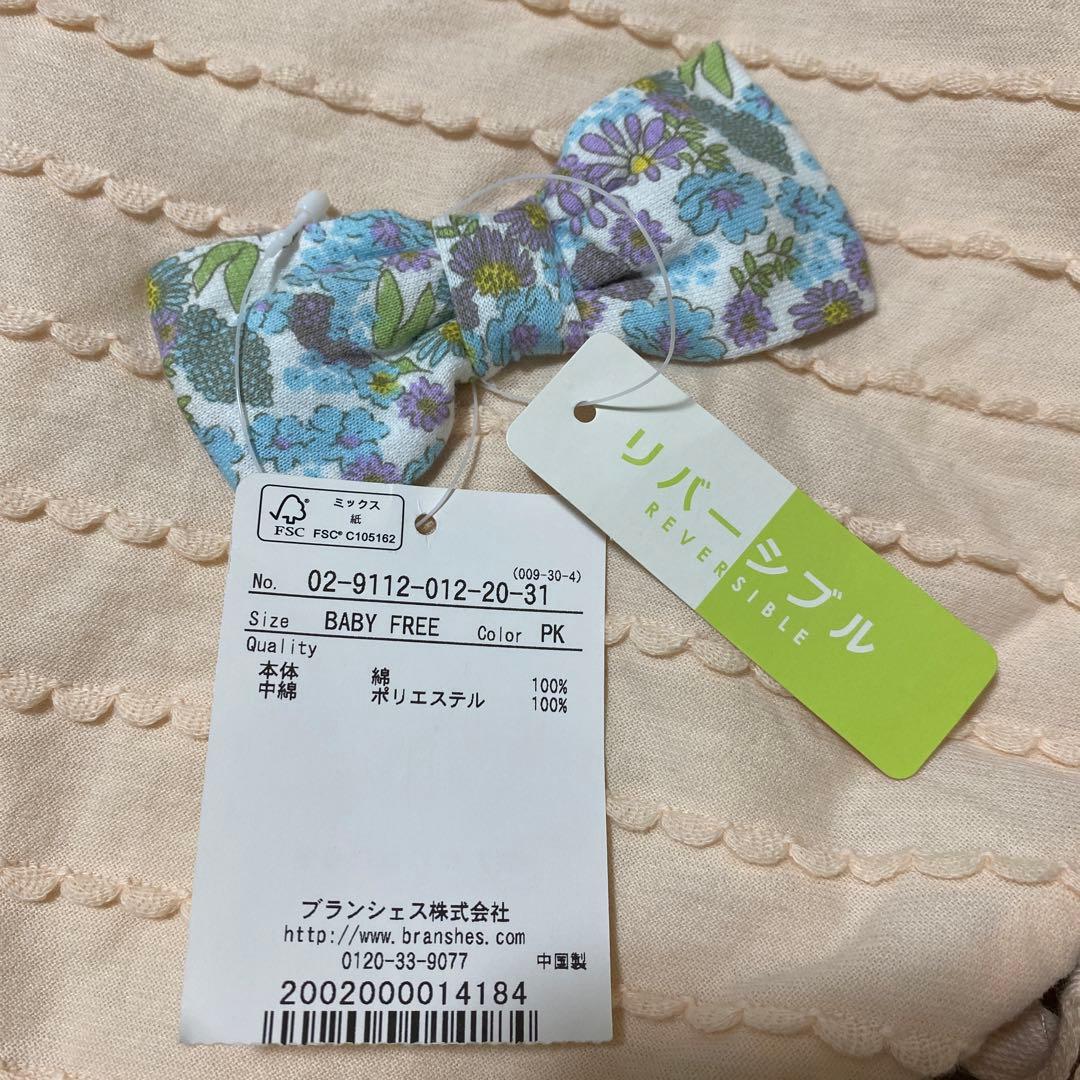 ミックス
紙
FSC
FSC® C105162
(009-30-4)
No. 02-9112-012-20-31
Size BABY FREE Color PK
Quality
本体 綿 100%
中綿 ポリエステル 100%
ブランシェス株式会社
http://www.branshes.com
0120-33-9077 中国製
2002000014184
リバーシブル
REVERSIBLE